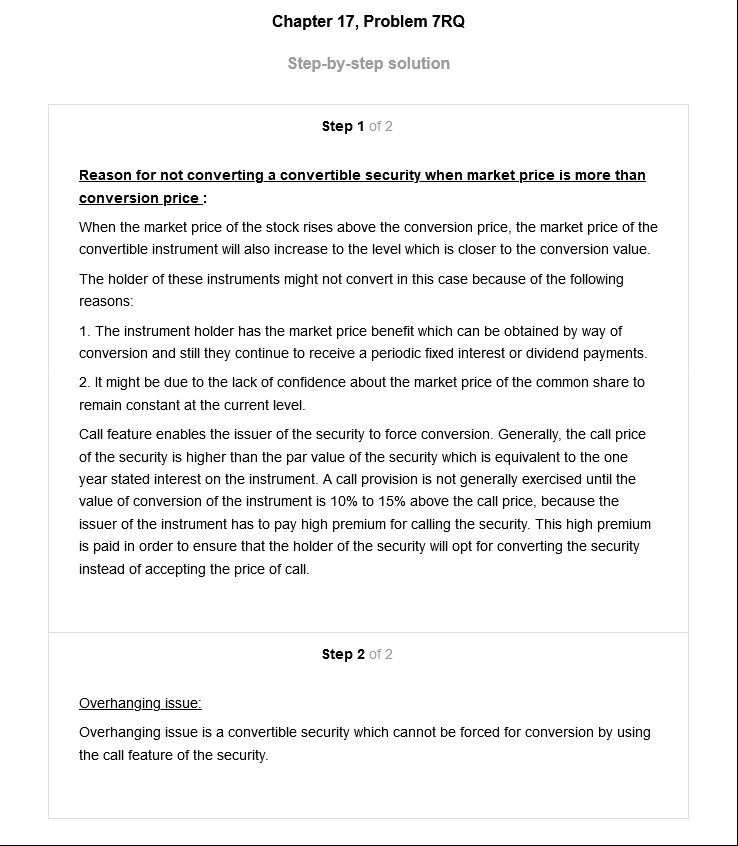 Chapter 17, Problem 7RQ
Step-by-step solution
Step 1 of 2
Reason for not converting a convertible security when market price is more than
conversion price :
When the market price of the stock rises above the conversion price, the market price of the
convertible instrument will also increase to the level which is closer to the conversion value.
The holder of these instruments might not convert in this case because of the following
reasons:
1. The instrument holder has the market price benefit which can be obtained by way of
conversion and still they continue to receive a periodic fixed interest or dividend payments.
2. It might be due to the lack of confidence about the market price of the common share to
remain constant at the current level.
Call feature enables the issuer of the security to force conversion. Generally, the call price
of the security is higher than the par value of the security which is equivalent to the one
year stated interest on the instrument. A call provision is not generally exercised until the
value of conversion of the instrument is 10% to 15% above the call price, because the
issuer of the instrument has to pay high premium for calling the security. This high premium
is paid in order to ensure that the holder of the security will opt for converting the security
instead of accepting the price of call.
Step 2 of 2
Overhanging issue:
Overhanging issue is a convertible security which cannot be forced for conversion by using
the call feature of the security.